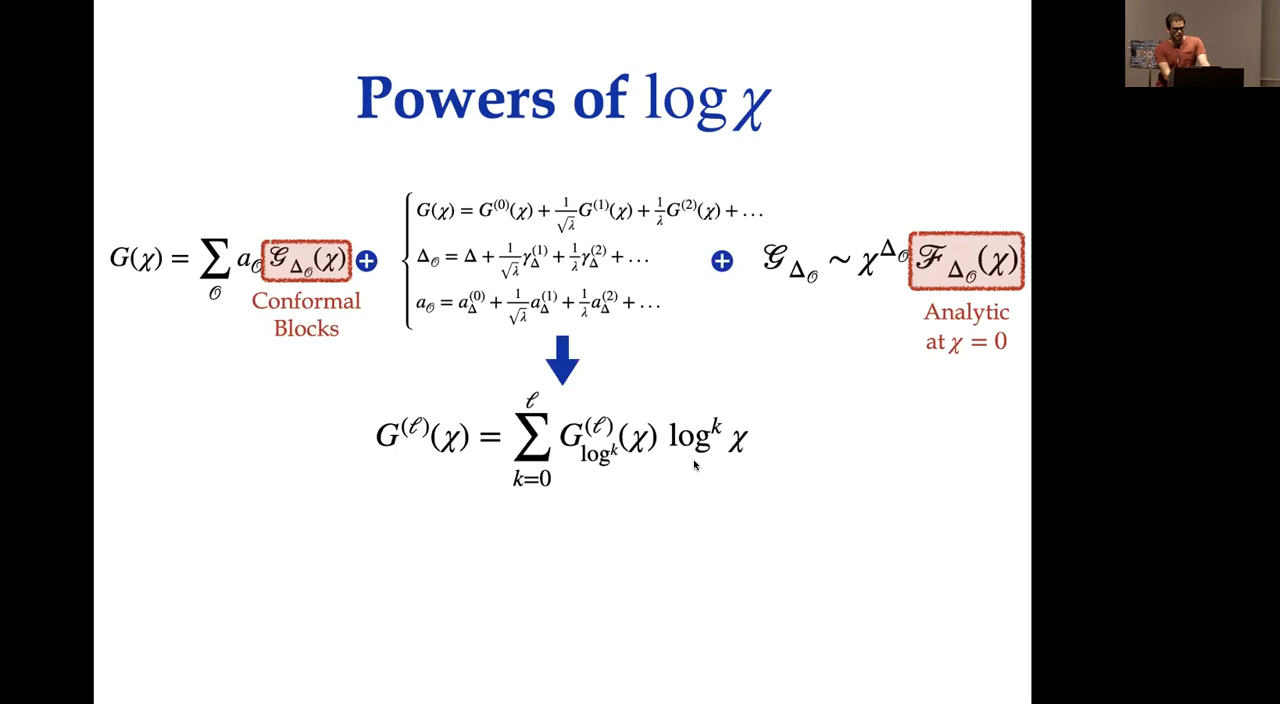 Powers of log χ
G(χ) = ∑_𝒪 a_𝒪 𝒢_{Δ_𝒪}(χ)
Conformal
Blocks
+
G(χ) = G^{(0)}(χ) + 1/√λ G^{(1)}(χ) + 1/λ G^{(2)}(χ) + …
Δ_𝒪 = Δ + 1/√λ γ_Δ^{(1)} + 1/λ γ_Δ^{(2)} + …
a_𝒪 = a_Δ^{(0)} + 1/√λ a_Δ^{(1)} + 1/λ a_Δ^{(2)} + …
+
𝒢_{Δ_𝒪} ~ χ^{Δ_𝒪} ℱ_{Δ_𝒪}(χ)
Analytic
at χ = 0
G^{(ℓ)}(χ) = ∑_{k=0}^{ℓ} G^{(ℓ)}_{log^k}(χ) log^k χ